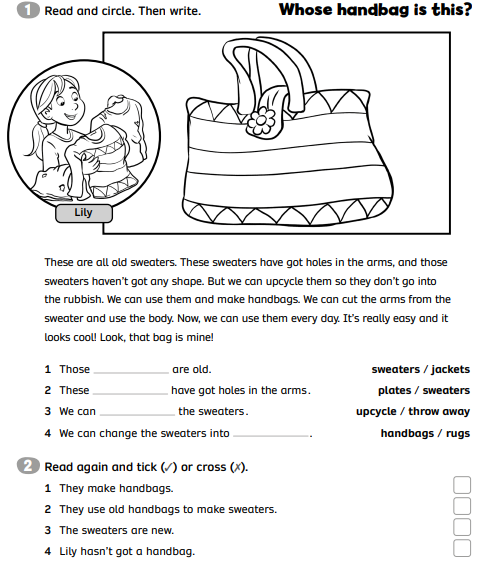 1 Read and circle. Then write.
Whose handbag is this?
Lily
These are all old sweaters. These sweaters have got holes in the arms, and those
sweaters haven't got any shape. But we can upcycle them so they don't go into
the rubbish. We can use them and make handbags. We can cut the arms from the
sweater and use the body. Now, we can use them every day. It's really easy and it
looks cool! Look, that bag is mine!
1 Those ____________ are old. sweaters / jackets
2 These ____________ have got holes in the arms. plates / sweaters
3 We can ____________ the sweaters. upcycle / throw away
4 We can change the sweaters into ____________ . handbags / rugs
2 Read again and tick (✓) or cross (✗).
1 They make handbags.
2 They use old handbags to make sweaters.
3 The sweaters are new.
4 Lily hasn't got a handbag.